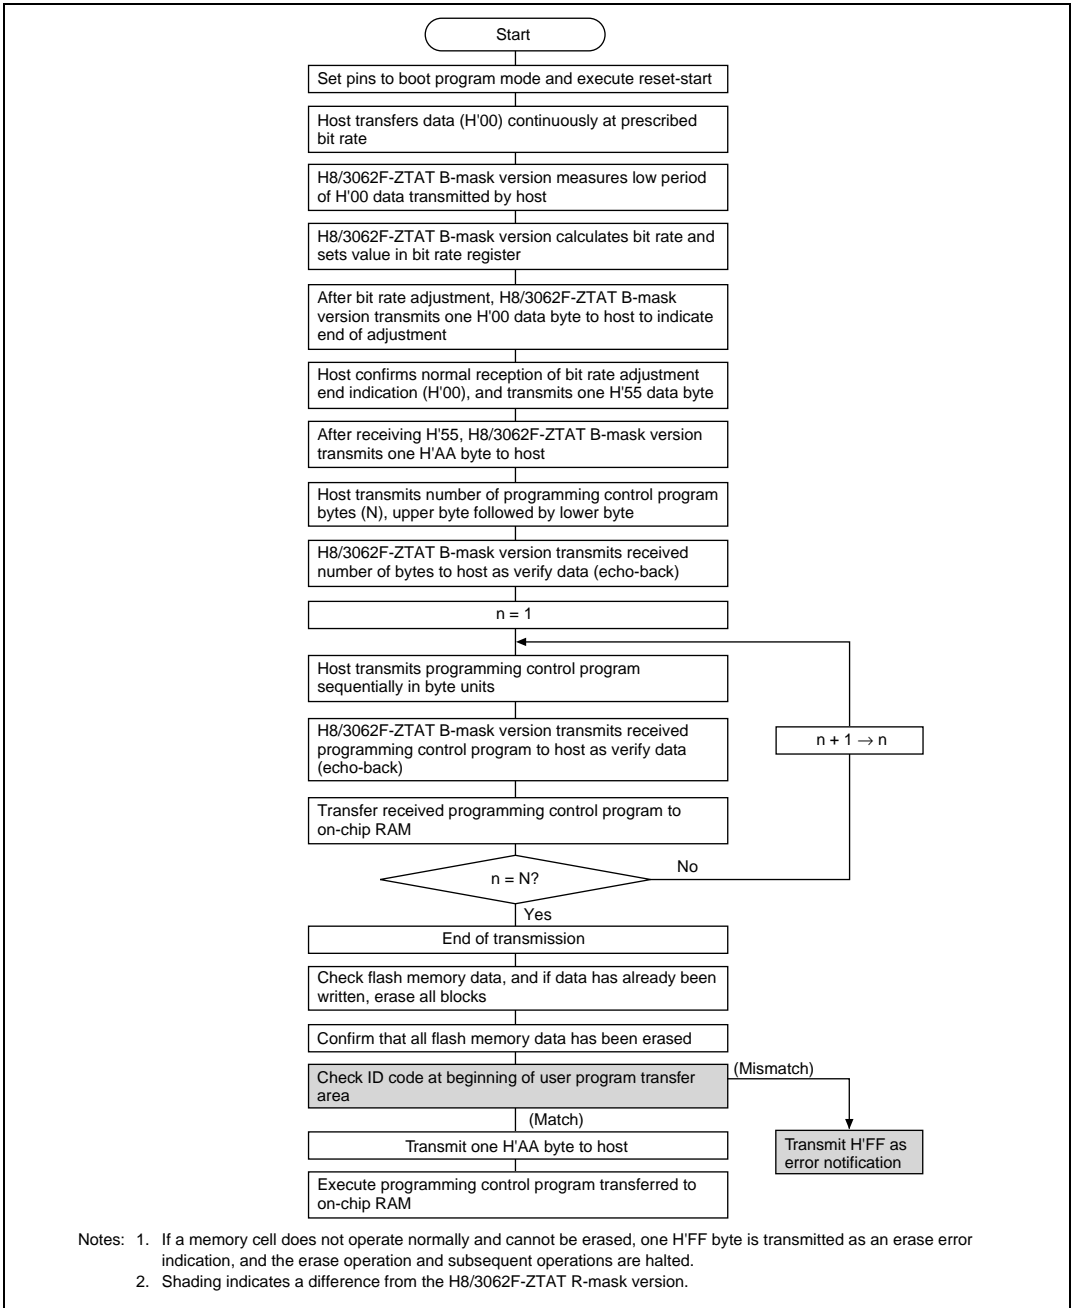 Start
Set pins to boot program mode and execute reset-start
Host transfers data (H'00) continuously at prescribed
bit rate
H8/3062F-ZTAT B-mask version measures low period
of H'00 data transmitted by host
H8/3062F-ZTAT B-mask version calculates bit rate and
sets value in bit rate register
After bit rate adjustment, H8/3062F-ZTAT B-mask
version transmits one H'00 data byte to host to indicate
end of adjustment
Host confirms normal reception of bit rate adjustment
end indication (H'00), and transmits one H'55 data byte
After receiving H'55, H8/3062F-ZTAT B-mask version
transmits one H'AA byte to host
Host transmits number of programming control program
bytes (N), upper byte followed by lower byte
H8/3062F-ZTAT B-mask version transmits received
number of bytes to host as verify data (echo-back)
n = 1
Host transmits programming control program
sequentially in byte units
H8/3062F-ZTAT B-mask version transmits received
programming control program to host as verify data
(echo-back)
n + 1 → n
Transfer received programming control program to
on-chip RAM
n = N?
No
Yes
End of transmission
Check flash memory data, and if data has already been
written, erase all blocks
Confirm that all flash memory data has been erased
Check ID code at beginning of user program transfer
area
(Mismatch)
(Match)
Transmit one H'AA byte to host
Transmit H'FF as
error notification
Execute programming control program transferred to
on-chip RAM
Notes: 1. If a memory cell does not operate normally and cannot be erased, one H'FF byte is transmitted as an erase error
indication, and the erase operation and subsequent operations are halted.
2. Shading indicates a difference from the H8/3062F-ZTAT R-mask version.